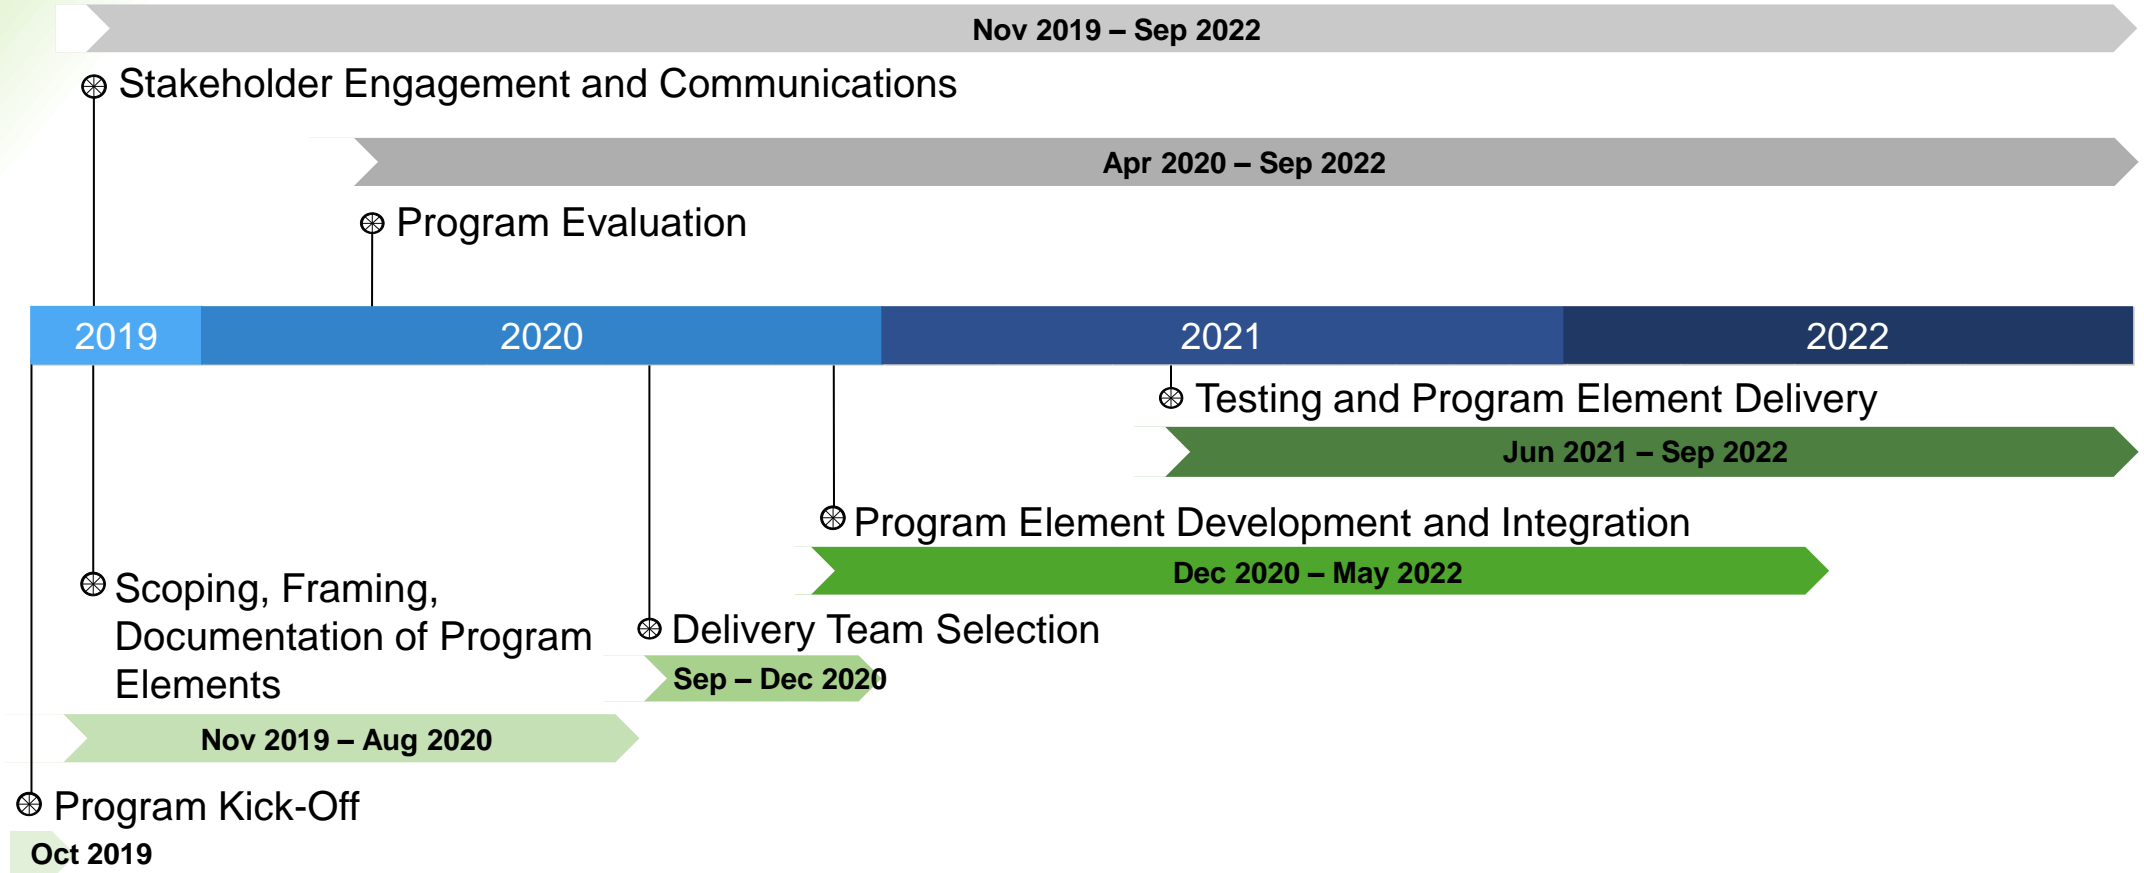 Nov 2019 – Sep 2022
Stakeholder Engagement and Communications
Apr 2020 – Sep 2022
Program Evaluation
2019
2020
2021
2022
Testing and Program Element Delivery
Jun 2021 – Sep 2022
Program Element Development and Integration
Dec 2020 – May 2022
Scoping, Framing,
Documentation of Program
Elements
Delivery Team Selection
Sep – Dec 2020
Nov 2019 – Aug 2020
Program Kick-Off
Oct 2019